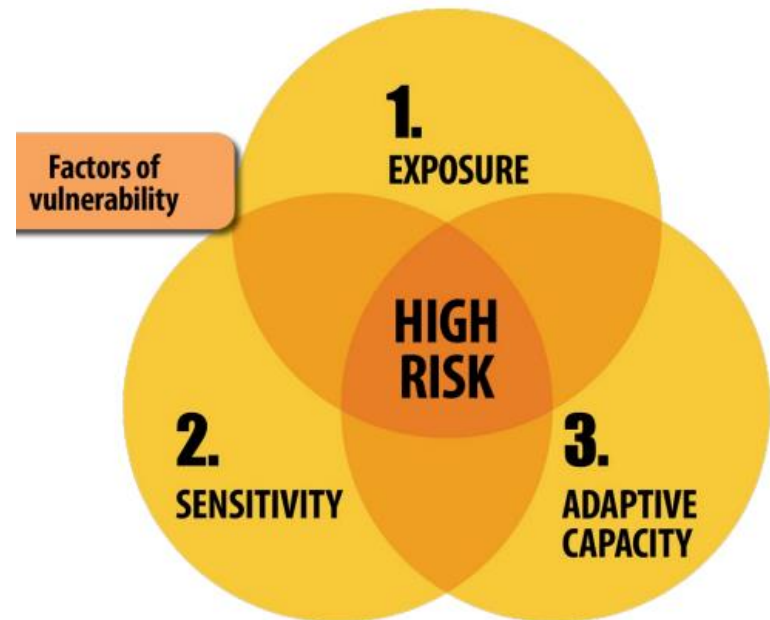 1.
EXPOSURE
Factors of
vulnerability
HIGH
RISK
2.
SENSITIVITY
3.
ADAPTIVE
CAPACITY